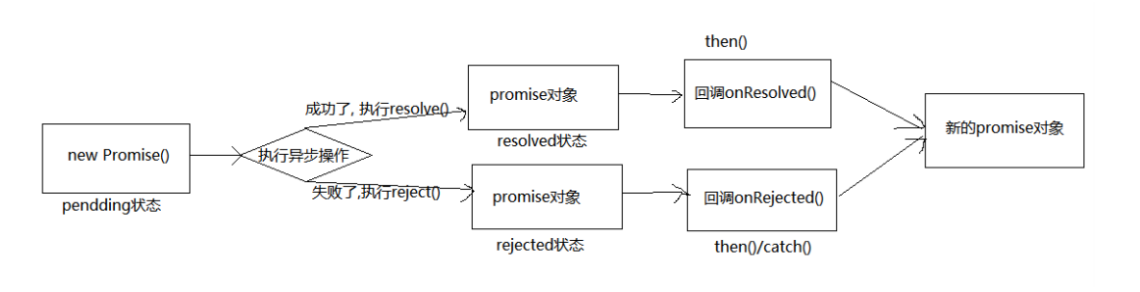 then()
成功了, 执行resolve()
promise对象
回调onResolved()
resolved状态
新的promise对象
new Promise()
执行异步操作
pendding状态
失败了,执行reject()
promise对象
回调onRejected()
rejected状态
then()/catch()